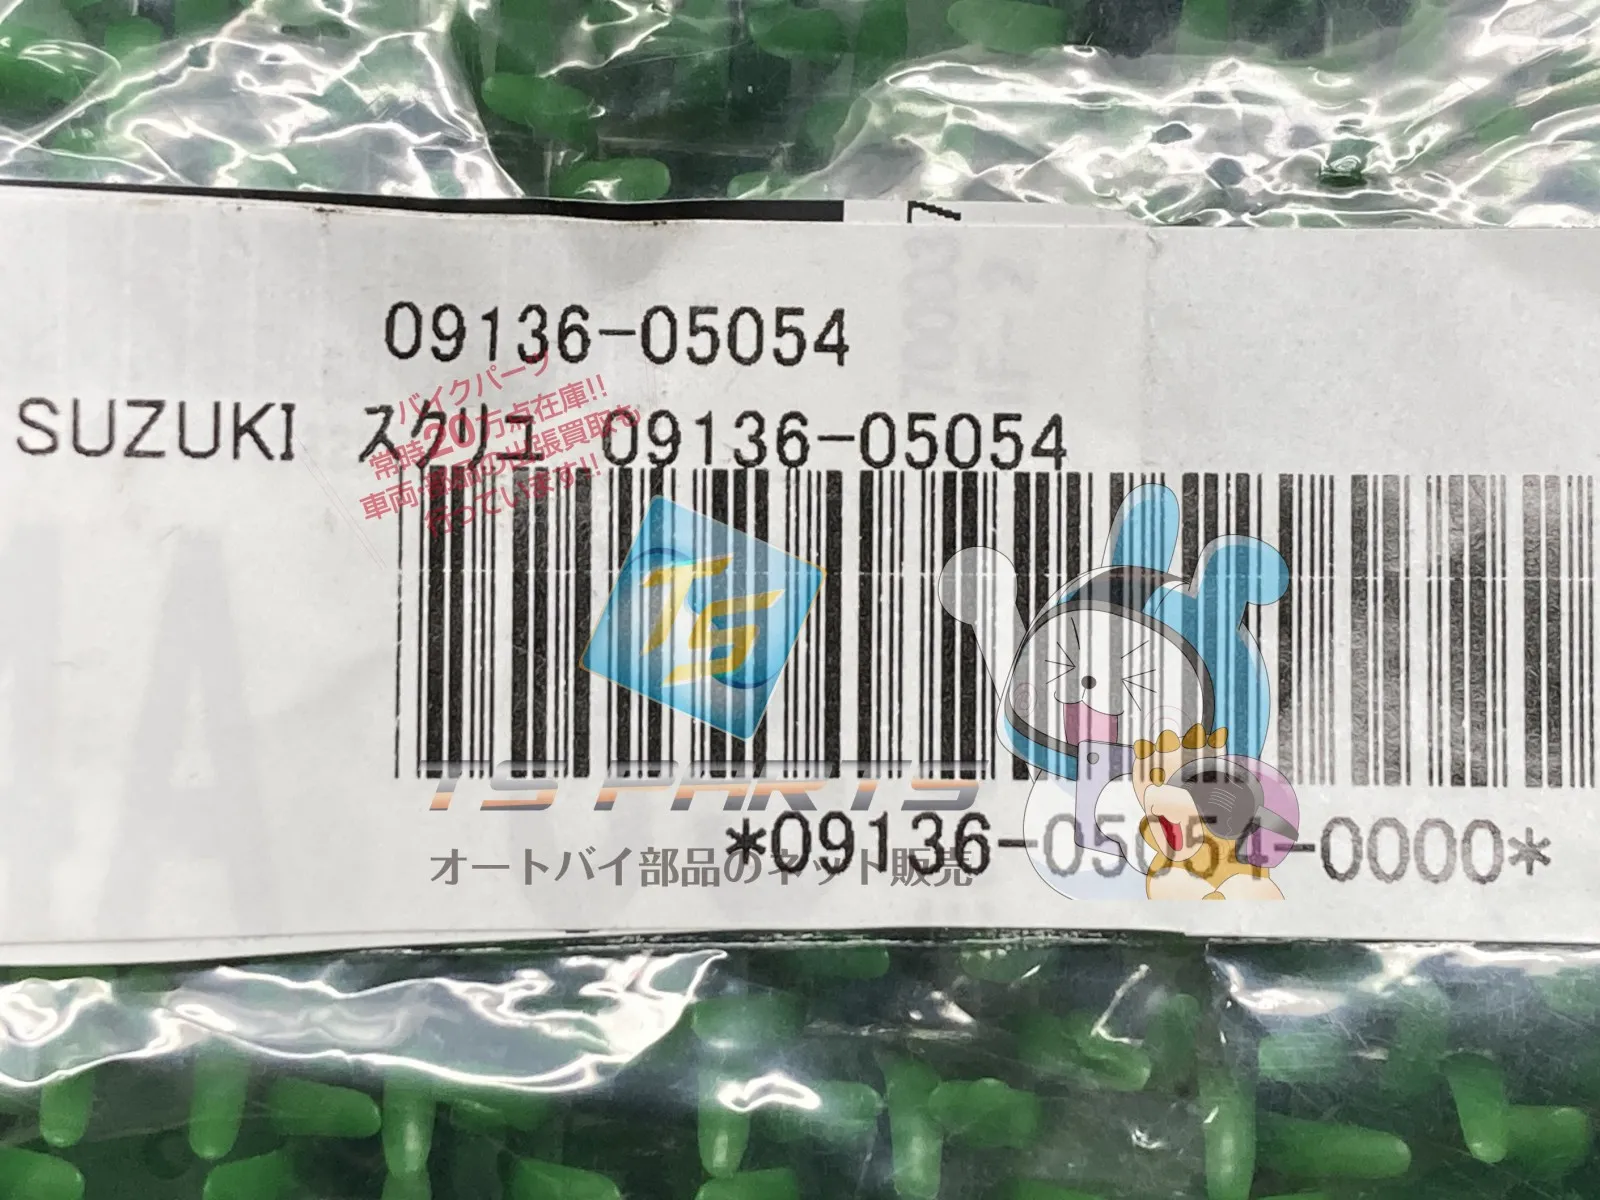 09136-05054
SUZUKI スクリュ 09136-05054
バイクパーツ
常時20万点在庫!!
車両・部品の出張買取も
行っています!!
TS
TS PARTS
*09136-05054-0000*
オートバイ部品のネット販売